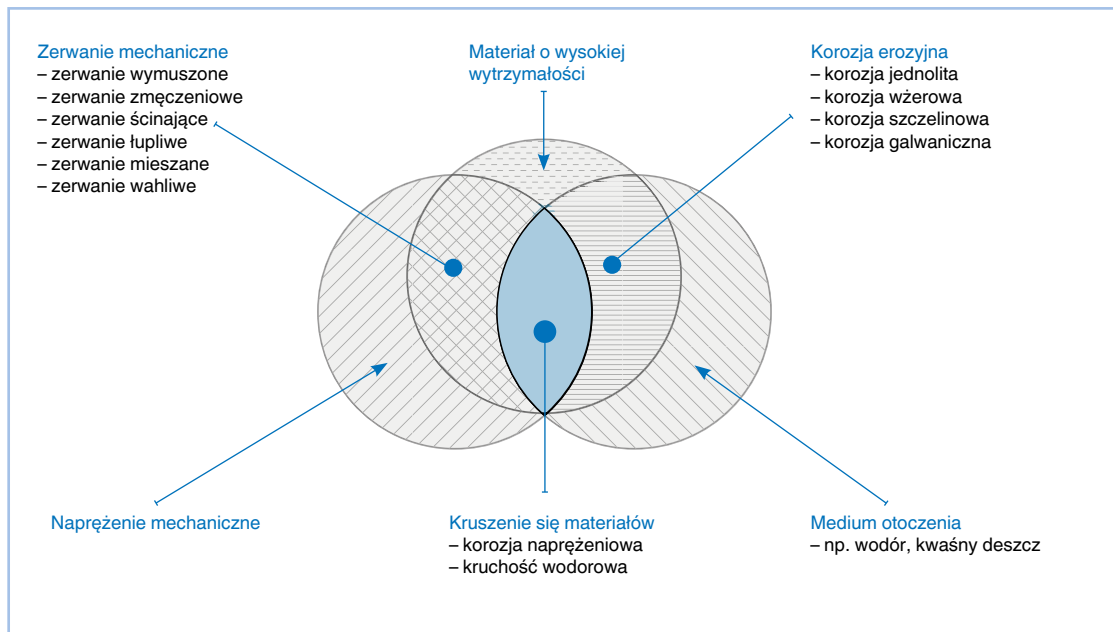 Zerwanie mechaniczne
– zerwanie wymuszone
– zerwanie zmęczeniowe
– zerwanie ścinające
– zerwanie łupliwe
– zerwanie mieszane
– zerwanie wahliwe
Materiał o wysokiej
wytrzymałości
Korozja erozyjna
– korozja jednolita
– korozja wżerowa
– korozja szczelinowa
– korozja galwaniczna
Naprężenie mechaniczne
Kruszenie się materiałów
– korozja naprężeniowa
– kruchość wodorowa
Medium otoczenia
– np. wodór, kwaśny deszcz